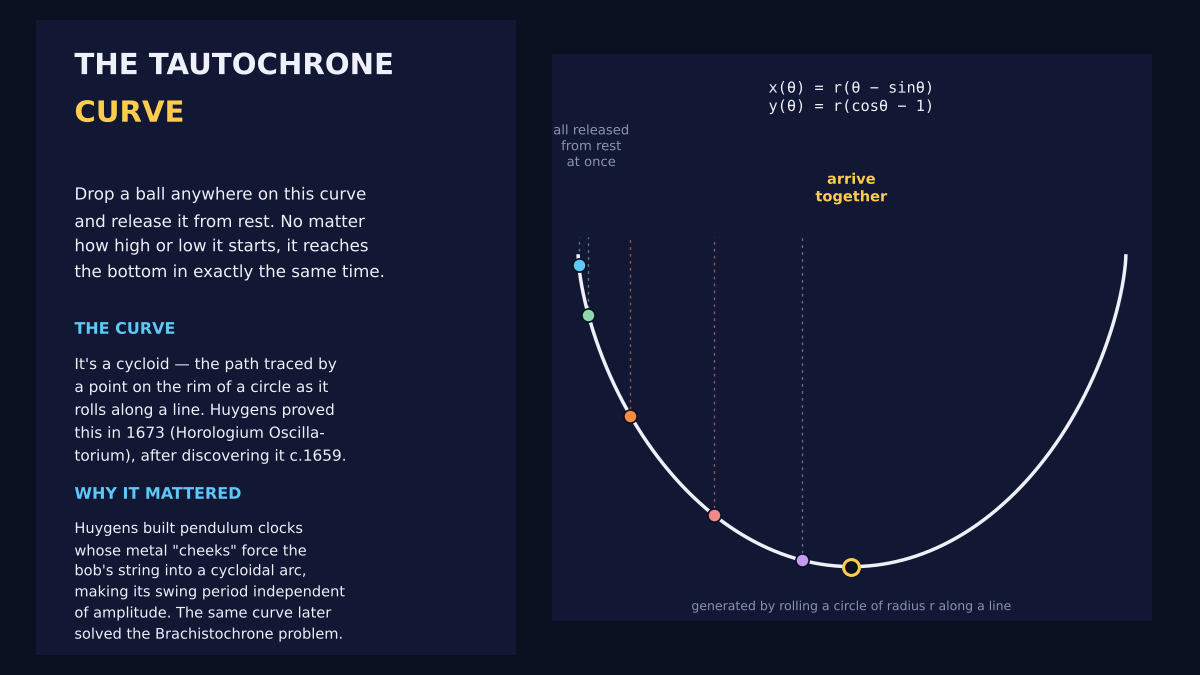 THE TAUTOCHRONE
CURVE
Drop a ball anywhere on this curve
and release it from rest. No matter
how high or low it starts, it reaches
the bottom in exactly the same time.
THE CURVE
It's a cycloid — the path traced by
a point on the rim of a circle as it
rolls along a line. Huygens proved
this in 1673 (Horologium Oscilla-
torium), after discovering it c.1659.
WHY IT MATTERED
Huygens built pendulum clocks
whose metal "cheeks" force the
bob's string into a cycloidal arc,
making its swing period independent
of amplitude. The same curve later
solved the Brachistochrone problem.
x(θ) = r(θ − sinθ)
y(θ) = r(cosθ − 1)
all released
from rest
at once
arrive
together
generated by rolling a circle of radius r along a line